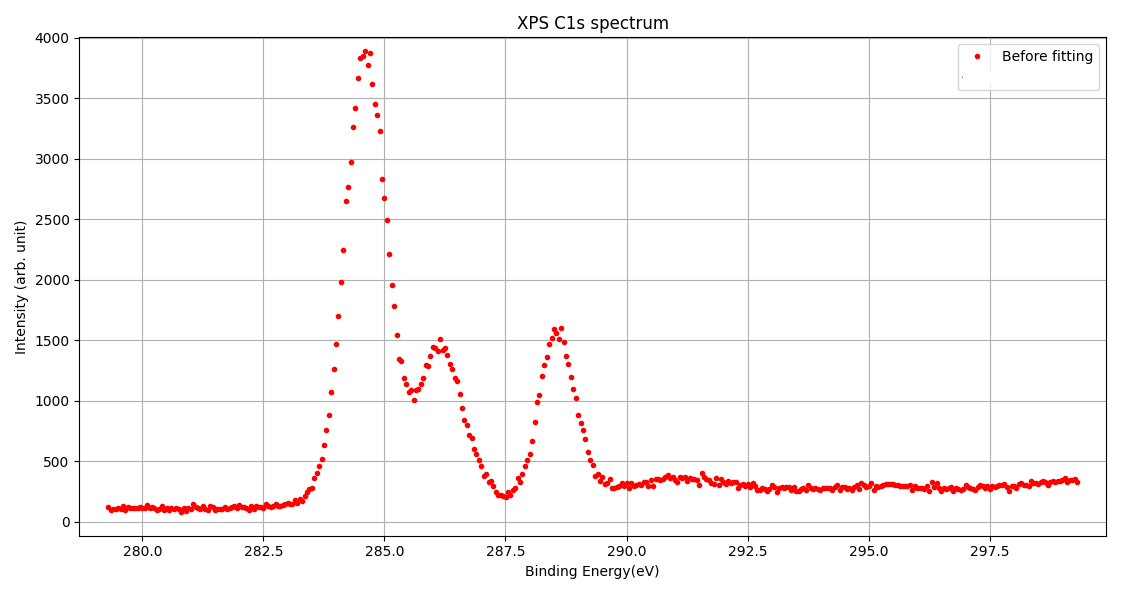 XPS C1s spectrum
4000
3500
3000
2500
2000
1500
1000
500
0
Intensity (arb. unit)
Before fitting
280.0 282.5 285.0 287.5 290.0 292.5 295.0 297.5
Binding Energy(eV)